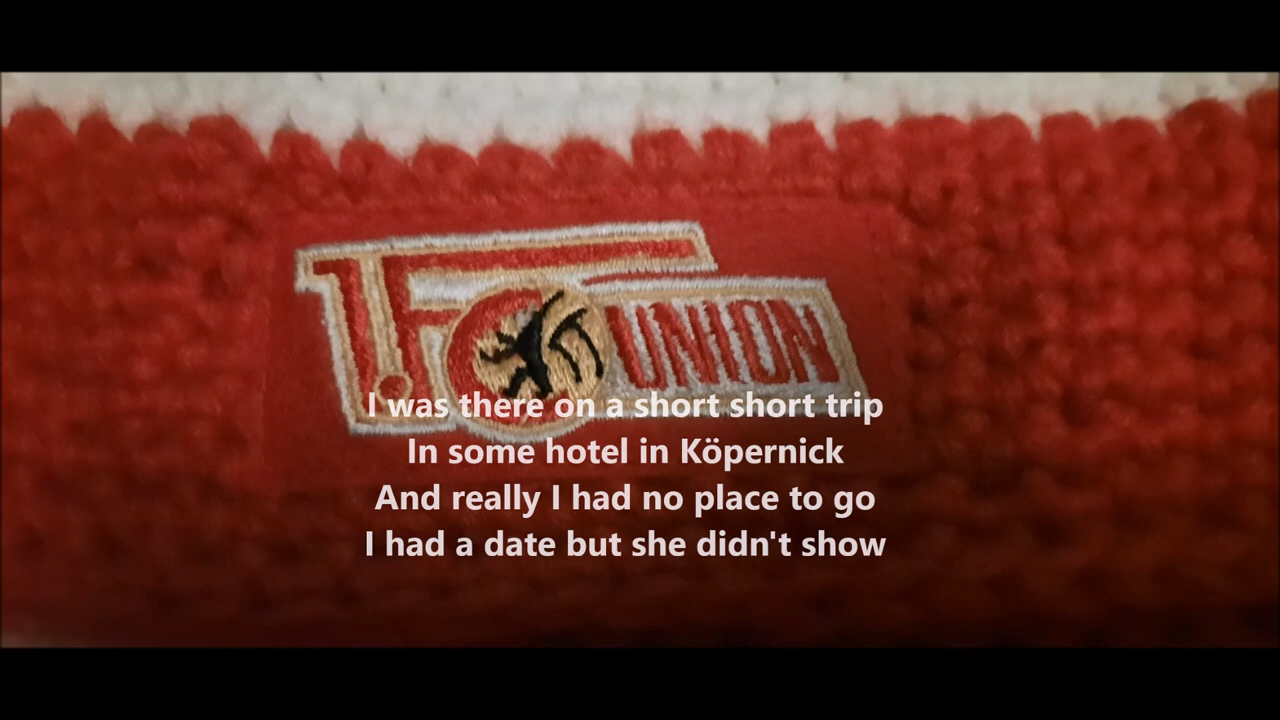 1. FC UNION
I was there on a short short trip
In some hotel in Köpernick
And really I had no place to go
I had a date but she didn't show